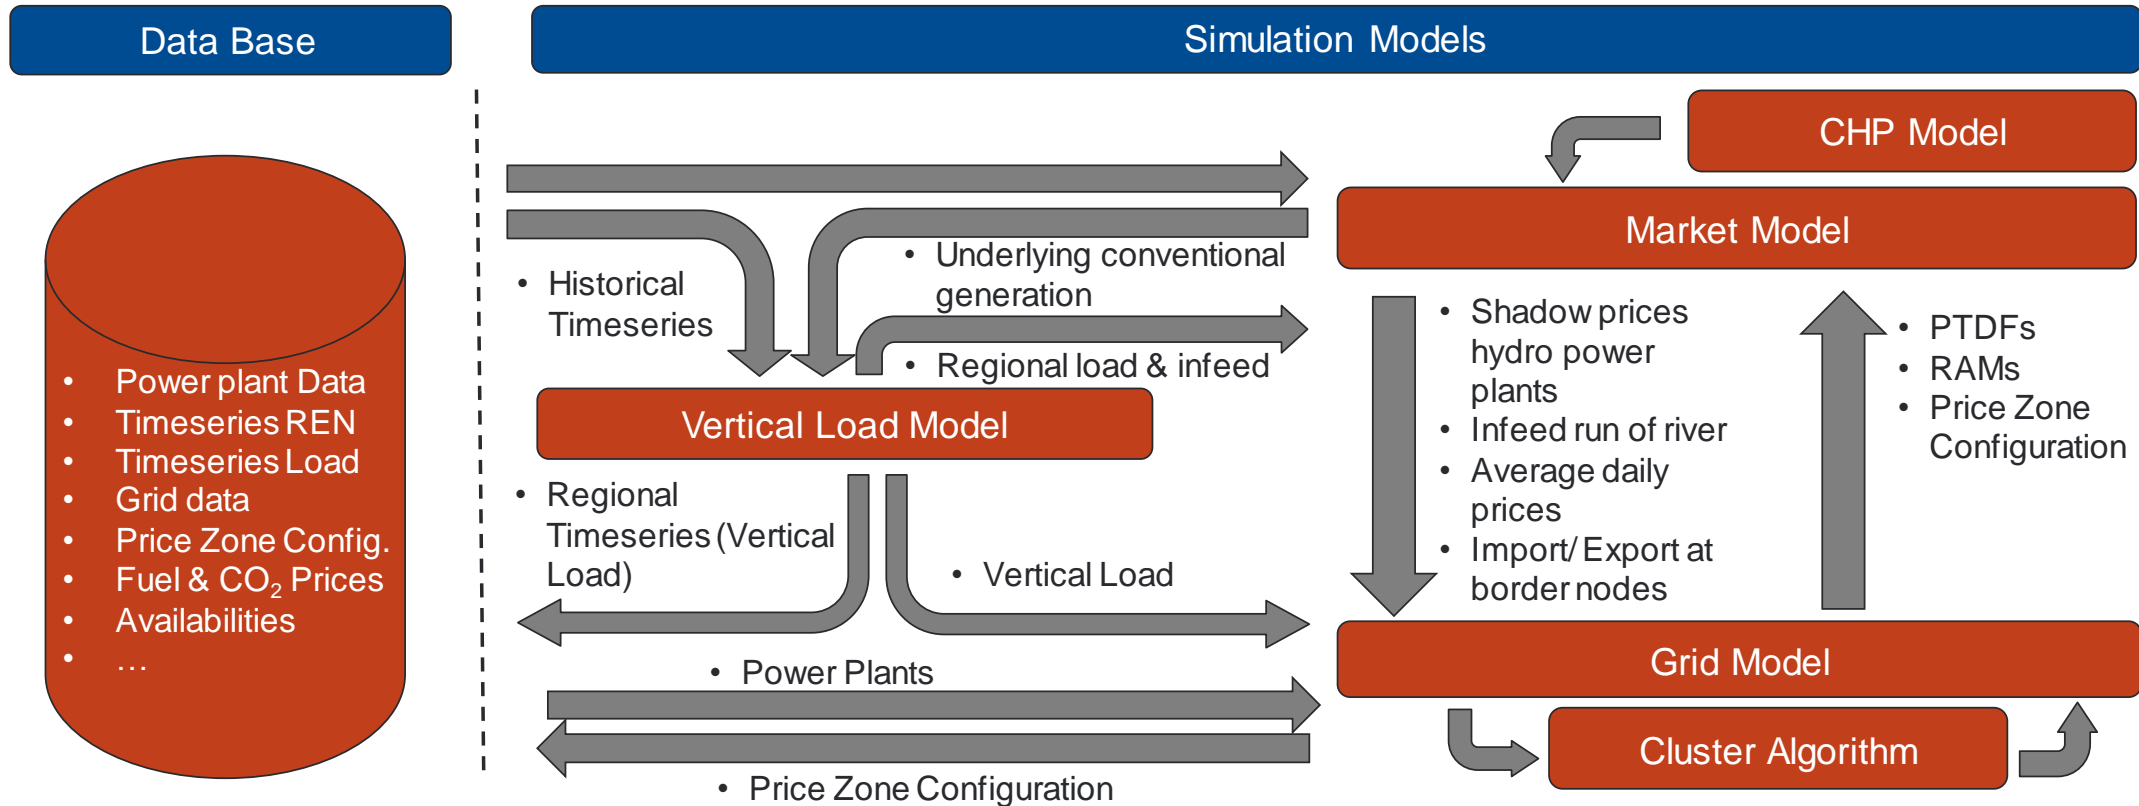 Data Base
Simulation Models
CHP Model
Market Model
• Power plant Data
• Timeseries REN
• Timeseries Load
• Grid data
• Price Zone Config.
• Fuel & CO₂ Prices
• Availabilities
• …
• Historical
Timeseries
• Underlying conventional
generation
• Regional load & infeed
Vertical Load Model
• Regional
Timeseries (Vertical
Load)
• Vertical Load
• Shadow prices
hydro power
plants
• Infeed run of river
• Average daily
prices
• Import/ Export at
border nodes
• PTDFs
• RAMs
• Price Zone
Configuration
Grid Model
• Power Plants
• Price Zone Configuration
Cluster Algorithm